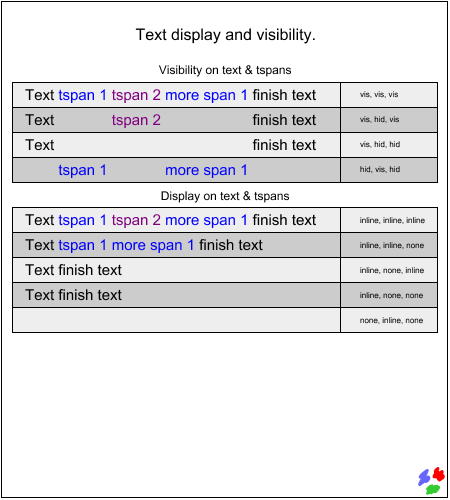 Text display and visibility.
Visibility on text & tspans
Text tspan 1 tspan 2 more span 1 finish text vis, vis, vis
Text tspan 2 finish text vis, hid, vis
Text finish text vis, hid, hid
tspan 1 more span 1 hid, vis, hid
Display on text & tspans
Text tspan 1 tspan 2 more span 1 finish text inline, inline, inline
Text tspan 1 more span 1 finish text inline, inline, none
Text finish text inline, none, inline
Text finish text inline, none, none
none, inline, none